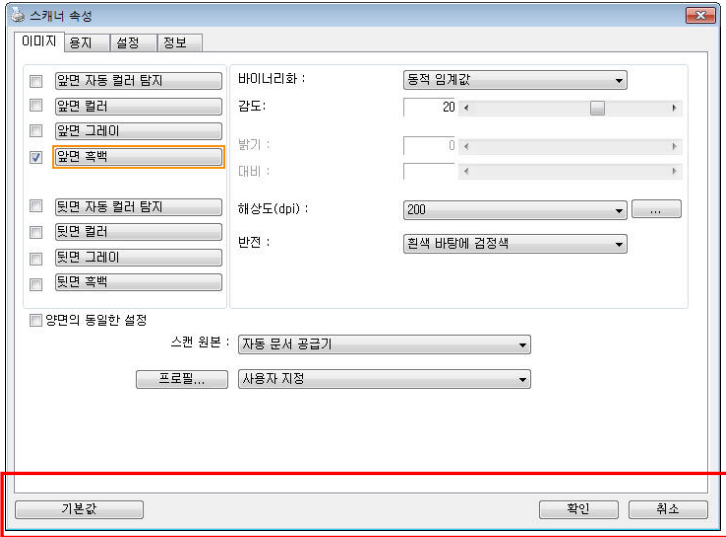 스캐너 속성
이미지 용지 설정 정보
앞면 자동 컬러 탐지
앞면 컬러
앞면 그레이
앞면 흑백
뒷면 자동 컬러 탐지
뒷면 컬러
뒷면 그레이
뒷면 흑백
바이너리화 : 동적 임계값
감도: 20
밝기 : 0
대비 :
해상도(dpi) : 200 ...
반전 : 흰색 바탕에 검정색
양면의 동일한 설정
스캔 원본 : 자동 문서 공급기
프로필... 사용자 지정
기본값 확인 취소